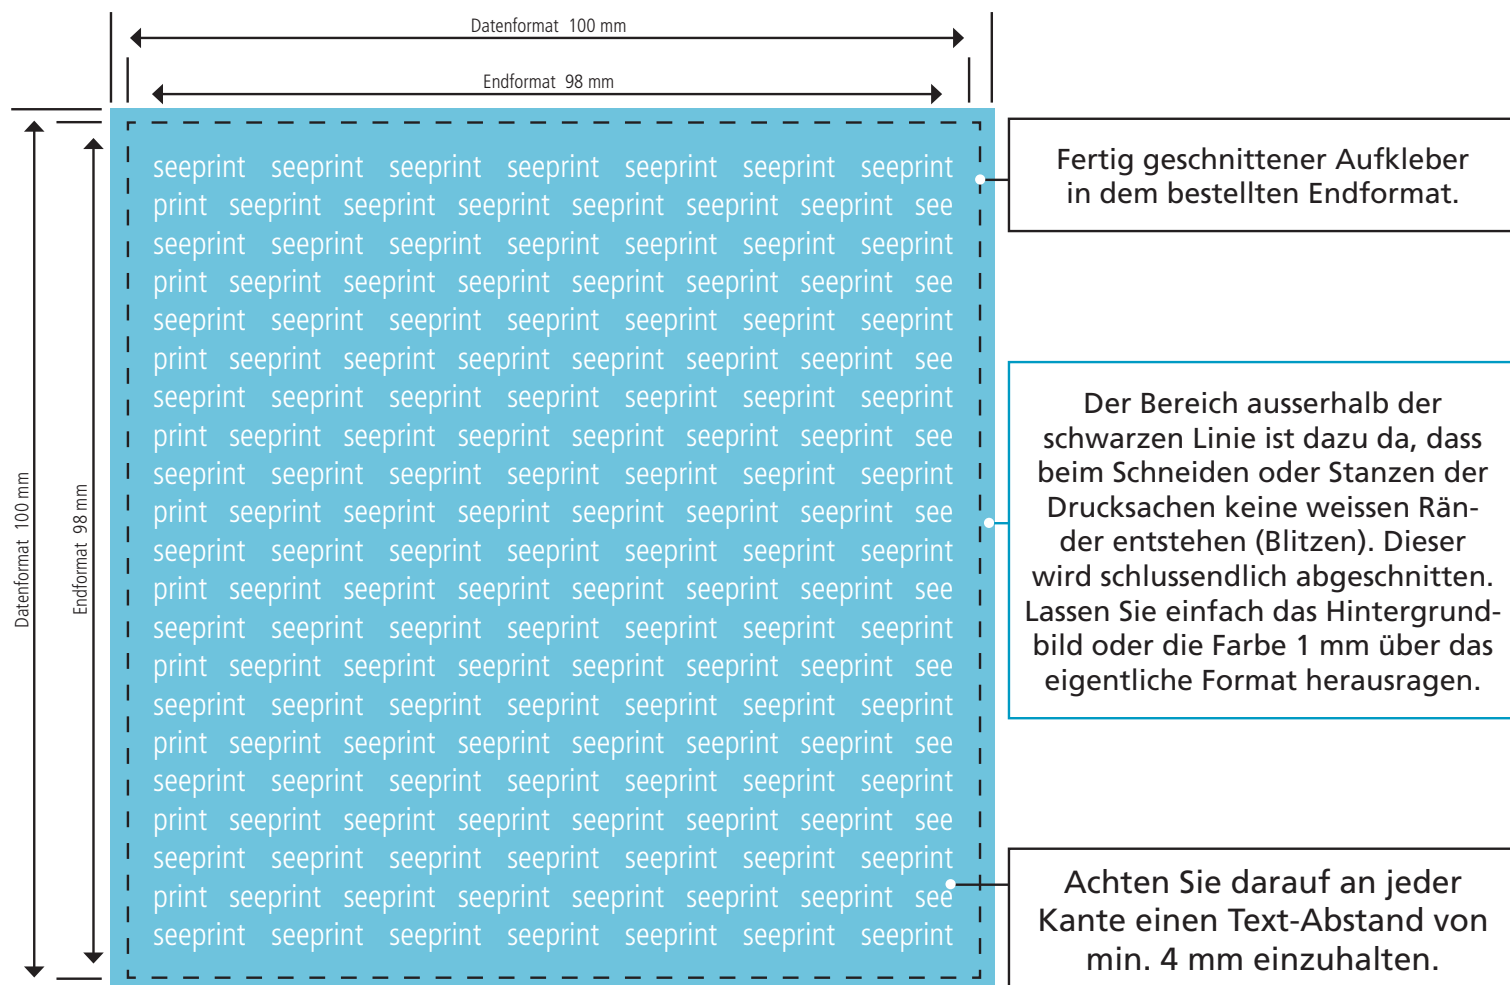 Datenformat 100 mm
Endformat 98 mm
Datenformat 100 mm
Endformat 98 mm
seeprint seeprint seeprint seeprint seeprint seeprint seeprint
print seeprint seeprint seeprint seeprint seeprint seeprint see
seeprint seeprint seeprint seeprint seeprint seeprint seeprint
print seeprint seeprint seeprint seeprint seeprint seeprint see
seeprint seeprint seeprint seeprint seeprint seeprint seeprint
print seeprint seeprint seeprint seeprint seeprint seeprint see
seeprint seeprint seeprint seeprint seeprint seeprint seeprint
print seeprint seeprint seeprint seeprint seeprint seeprint see
seeprint seeprint seeprint seeprint seeprint seeprint seeprint
print seeprint seeprint seeprint seeprint seeprint seeprint see
seeprint seeprint seeprint seeprint seeprint seeprint seeprint
print seeprint seeprint seeprint seeprint seeprint seeprint see
seeprint seeprint seeprint seeprint seeprint seeprint seeprint
print seeprint seeprint seeprint seeprint seeprint seeprint see
seeprint seeprint seeprint seeprint seeprint seeprint seeprint
print seeprint seeprint seeprint seeprint seeprint seeprint see
seeprint seeprint seeprint seeprint seeprint seeprint seeprint
print seeprint seeprint seeprint seeprint seeprint seeprint see
seeprint seeprint seeprint seeprint seeprint seeprint seeprint
print seeprint seeprint seeprint seeprint seeprint seeprint see
seeprint seeprint seeprint seeprint seeprint seeprint seeprint
Fertig geschnittener Aufkleber
in dem bestellten Endformat.
Der Bereich ausserhalb der
schwarzen Linie ist dazu da, dass
beim Schneiden oder Stanzen der
Drucksachen keine weissen Rän-
der entstehen (Blitzen). Dieser
wird schlussendlich abgeschnitten.
Lassen Sie einfach das Hintergrund-
bild oder die Farbe 1 mm über das
eigentliche Format herausragen.
Achten Sie darauf an jeder
Kante einen Text-Abstand von
min. 4 mm einzuhalten.